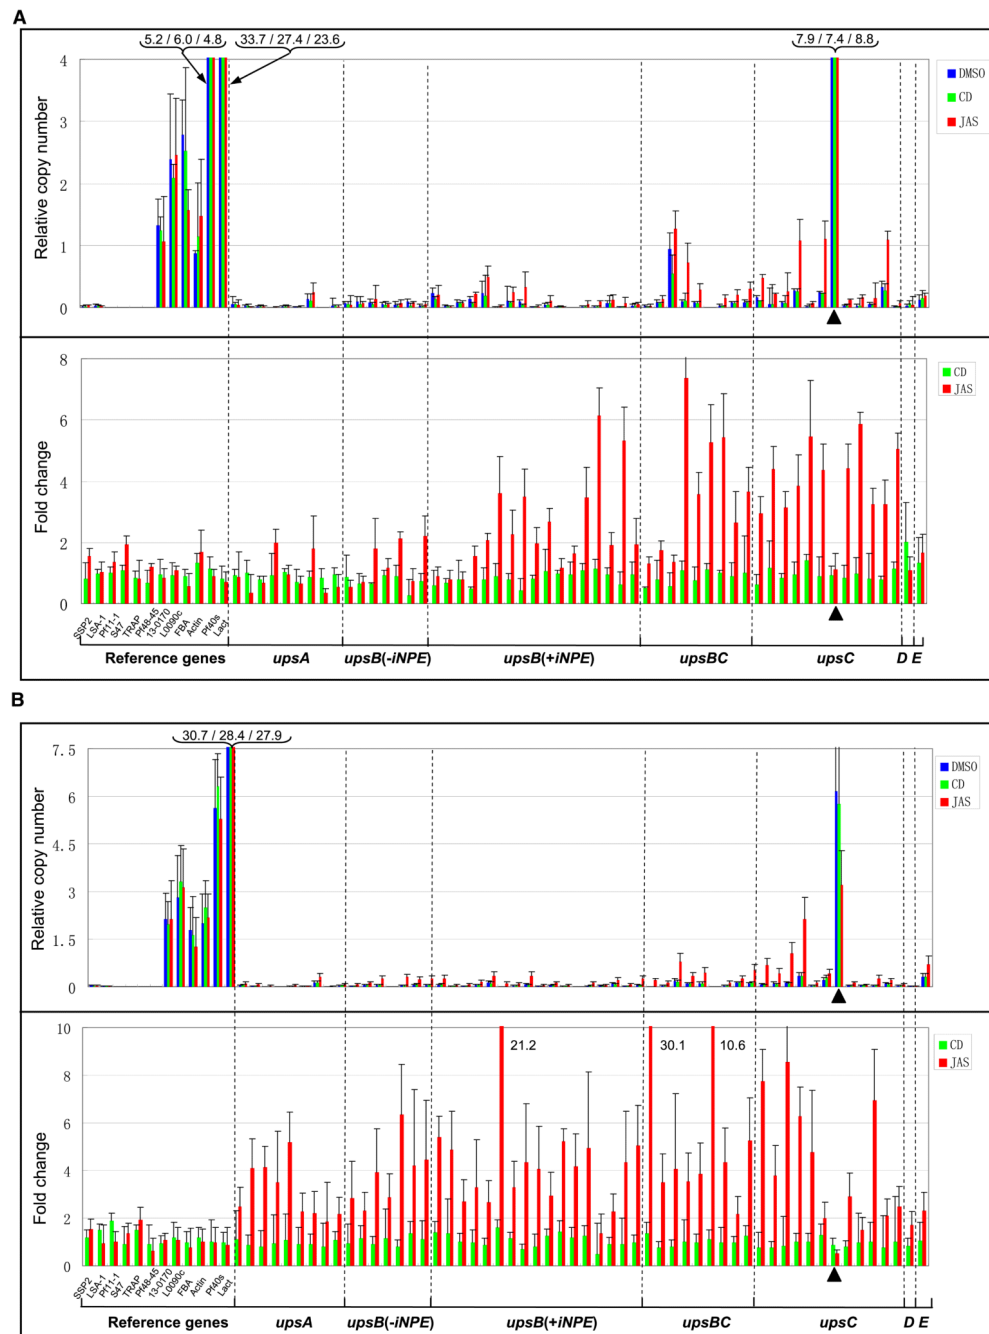 A
5.2 / 6.0 / 4.8
33.7 / 27.4 / 23.6
7.9 / 7.4 / 8.8
Relative copy number
4
3
2
1
0
DMSO
CD
JAS
Fold change
8
6
4
2
0
CD
JAS
SSP2
LSA-1
Pf11-1
S47
TRAP
Pf48-45
13-0170
L0090c
FBA
Actin
Pf40s
Lact
Reference genes
upsA
upsB(-iNPE)
upsB(+iNPE)
upsBC
upsC
D
E
B
30.7 / 28.4 / 27.9
Relative copy number
7.5
6
4.5
3
1.5
0
DMSO
CD
JAS
Fold change
10
8
6
4
2
0
21.2
30.1
10.6
CD
JAS
SSP2
LSA-1
Pf11-1
S47
TRAP
Pf48-45
13-0170
L0090c
FBA
Actin
Pf40s
Lact
Reference genes
upsA
upsB(-iNPE)
upsB(+iNPE)
upsBC
upsC
D
E